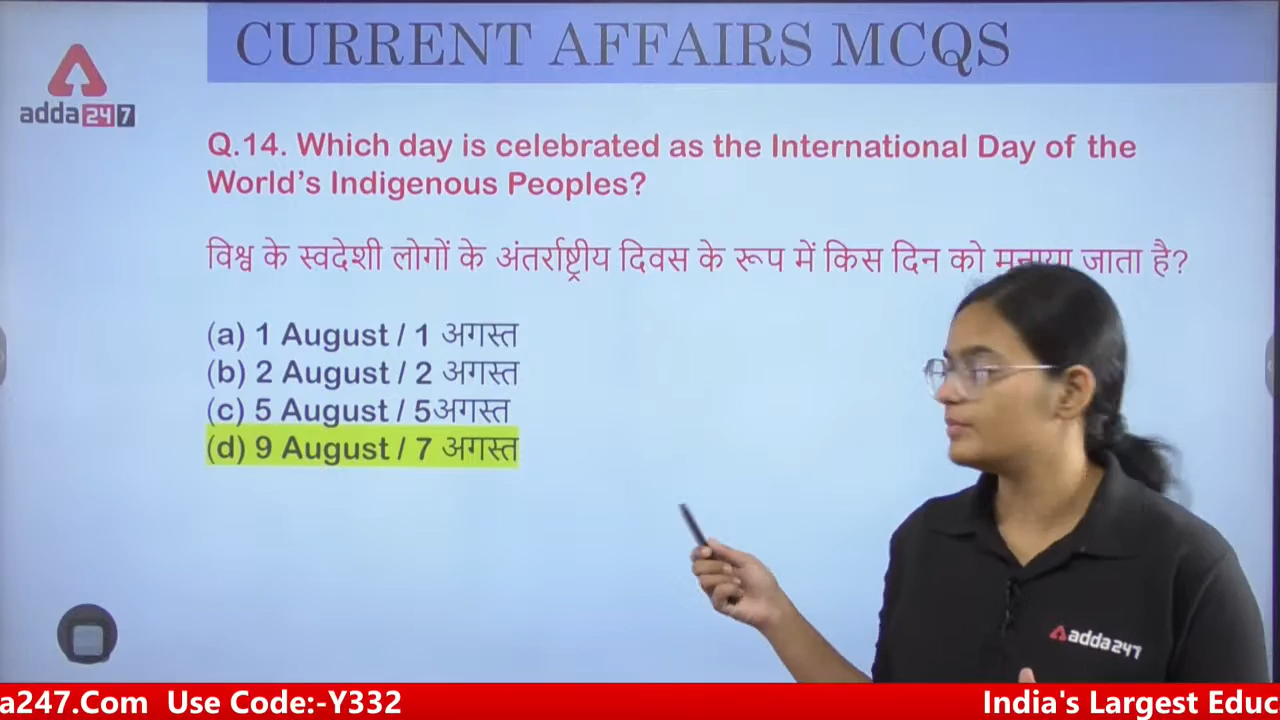 CURRENT AFFAIRS MCQS
adda247
Q.14. Which day is celebrated as the International Day of the
World's Indigenous Peoples?
विश्व के स्वदेशी लोगों के अंतर्राष्ट्रीय दिवस के रूप में किस दिन को मनाया जाता है?
(a) 1 August / 1 अगस्त
(b) 2 August / 2 अगस्त
(c) 5 August / 5अगस्त
(d) 9 August / 7 अगस्त
adda247
a247.Com Use Code:-Y332
India's Largest Educ